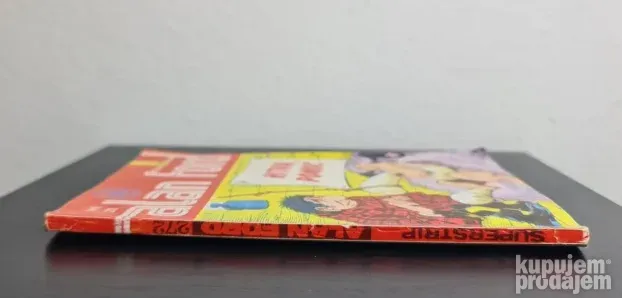 alan ford
SUPERSTRIP ALAN FORD 272
kupujem
prodajem